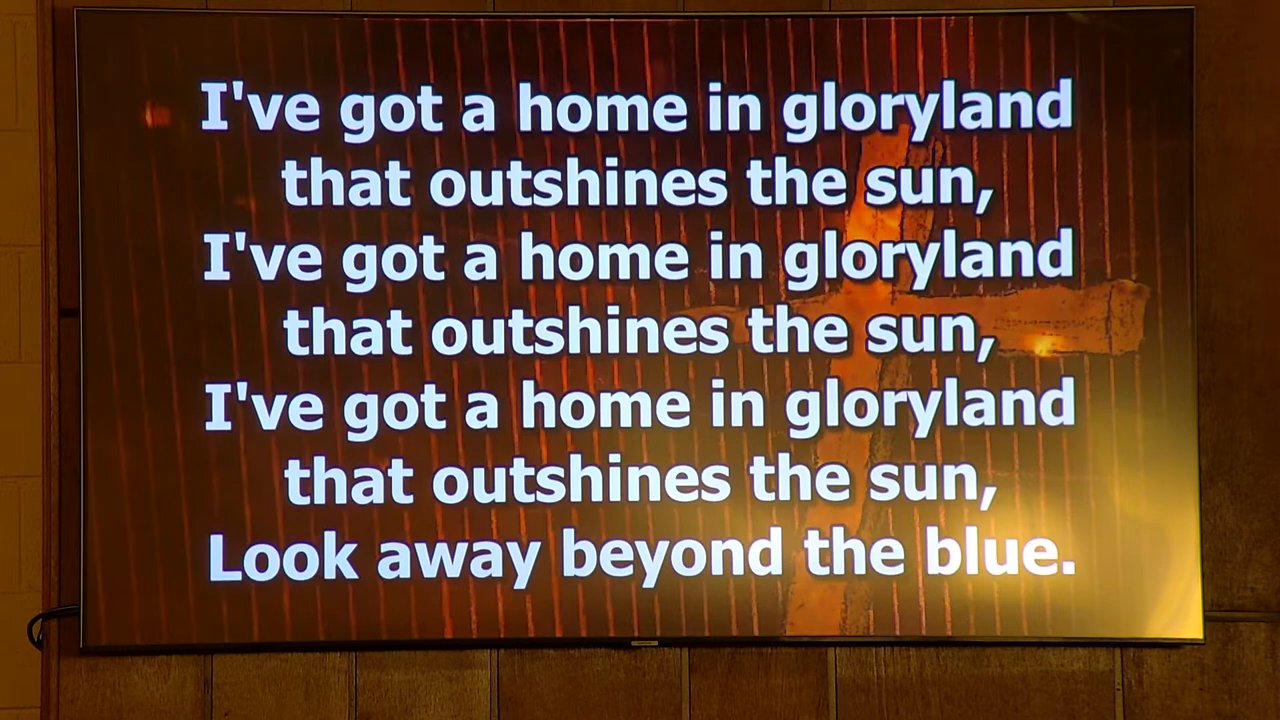 I've got a home in gloryland
that outshines the sun,
I've got a home in gloryland
that outshines the sun,
I've got a home in gloryland
that outshines the sun,
Look away beyond the blue.